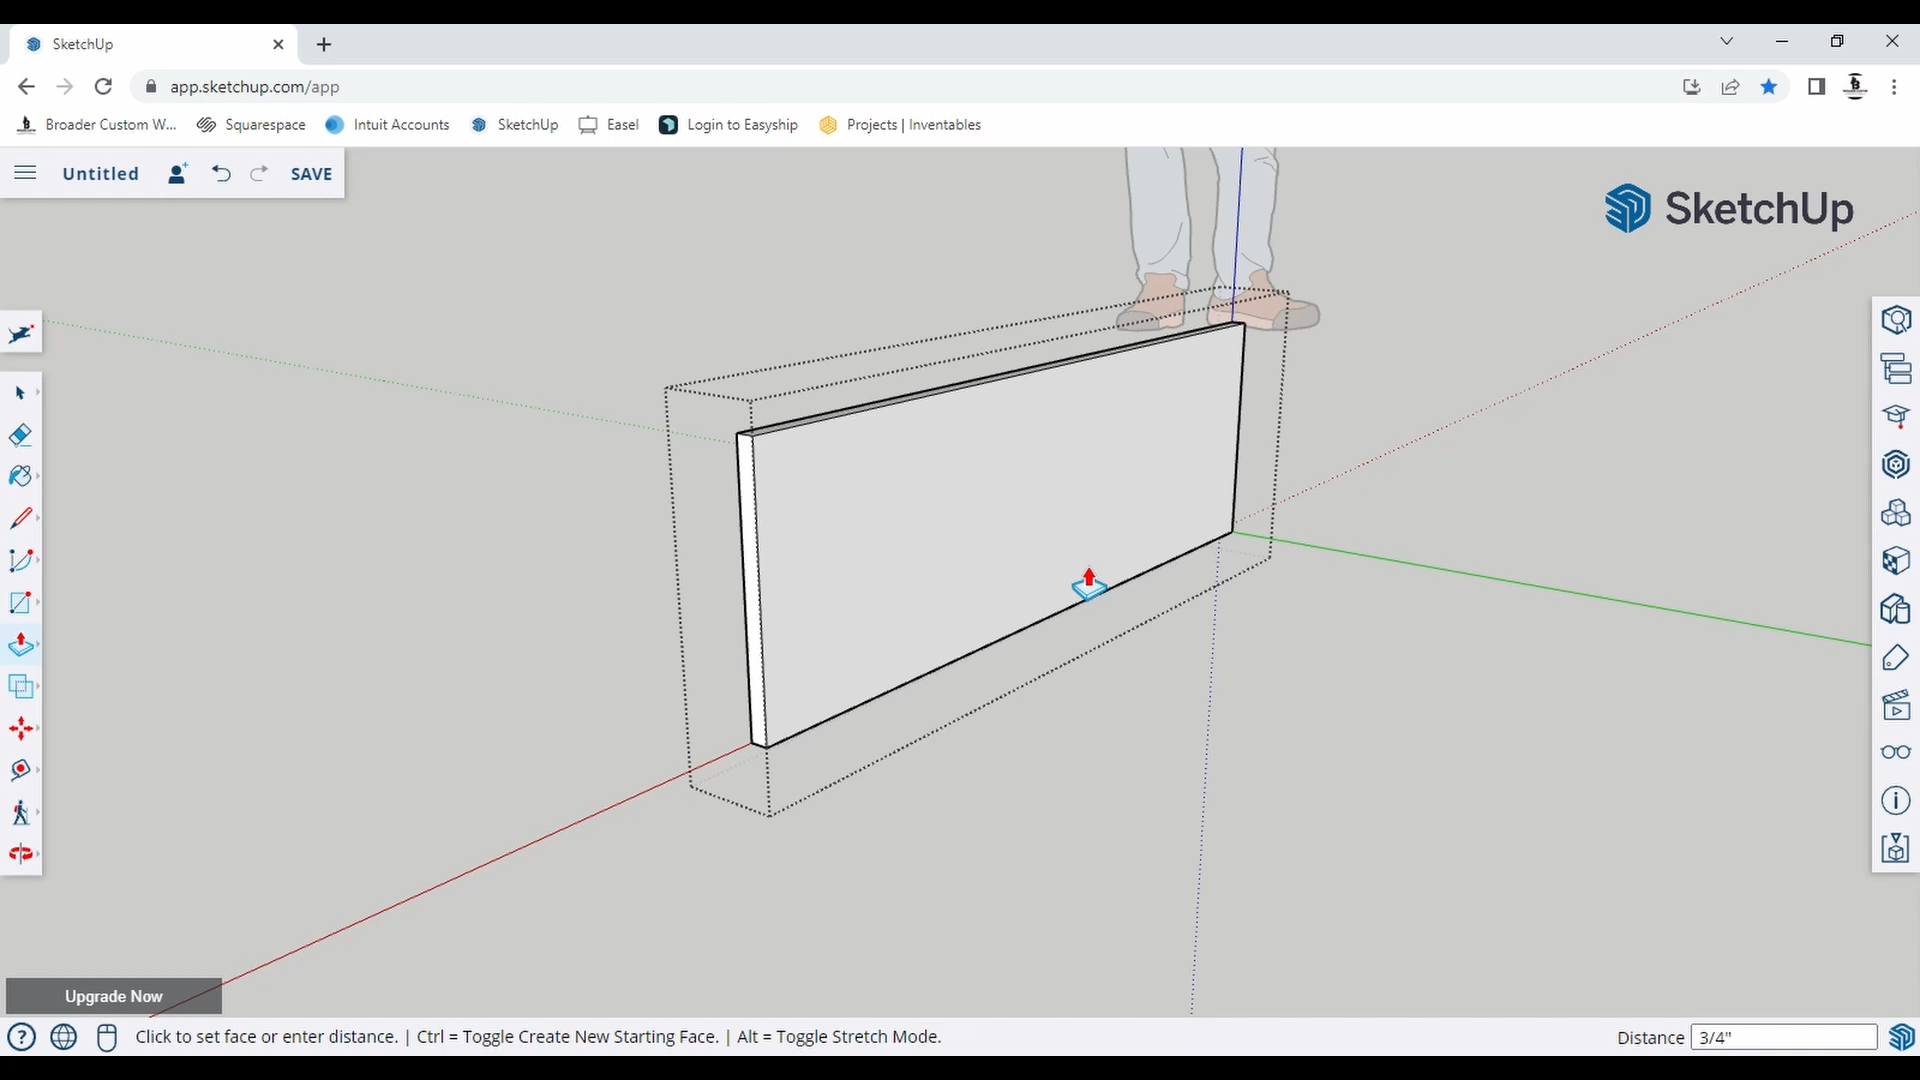 SketchUp
app.sketchup.com/app
Broader Custom W... Squarespace Intuit Accounts SketchUp Easel Login to Easyship Projects | Inventables
Untitled SAVE
SketchUp
Upgrade Now
Click to set face or enter distance. | Ctrl = Toggle Create New Starting Face. | Alt = Toggle Stretch Mode. Distance 3/4"